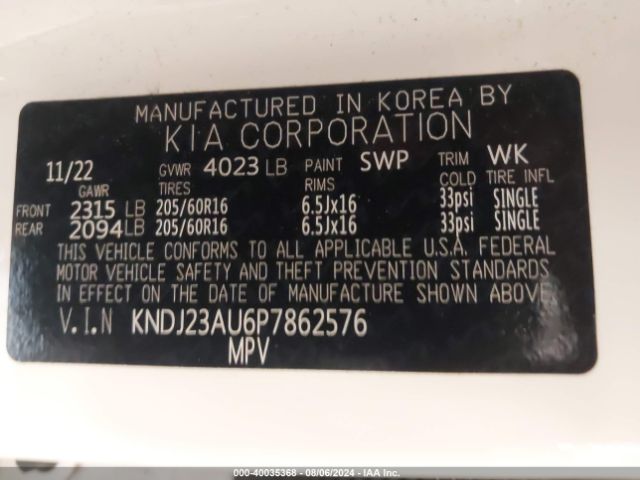 MANUFACTURED IN KOREA BY
KIA CORPORATION
11/22 GVWR 4023 LB PAINT SWP TRIM WK
GAWR TIRES RIMS COLD TIRE INFL
FRONT 2315 LB 205/60R16 6.5Jx16 33psi SINGLE
REAR 2094 LB 205/60R16 6.5Jx16 33psi SINGLE
THIS VEHICLE CONFORMS TO ALL APPLICABLE U.S.A. FEDERAL
MOTOR VEHICLE SAFETY AND THEFT PREVENTION STANDARDS
IN EFFECT ON THE DATE OF MANUFACTURE SHOWN ABOVE
V.I.N KNDJ23AU6P7862576
MPV
000-40035368 - 08/06/2024 - IAA Inc.